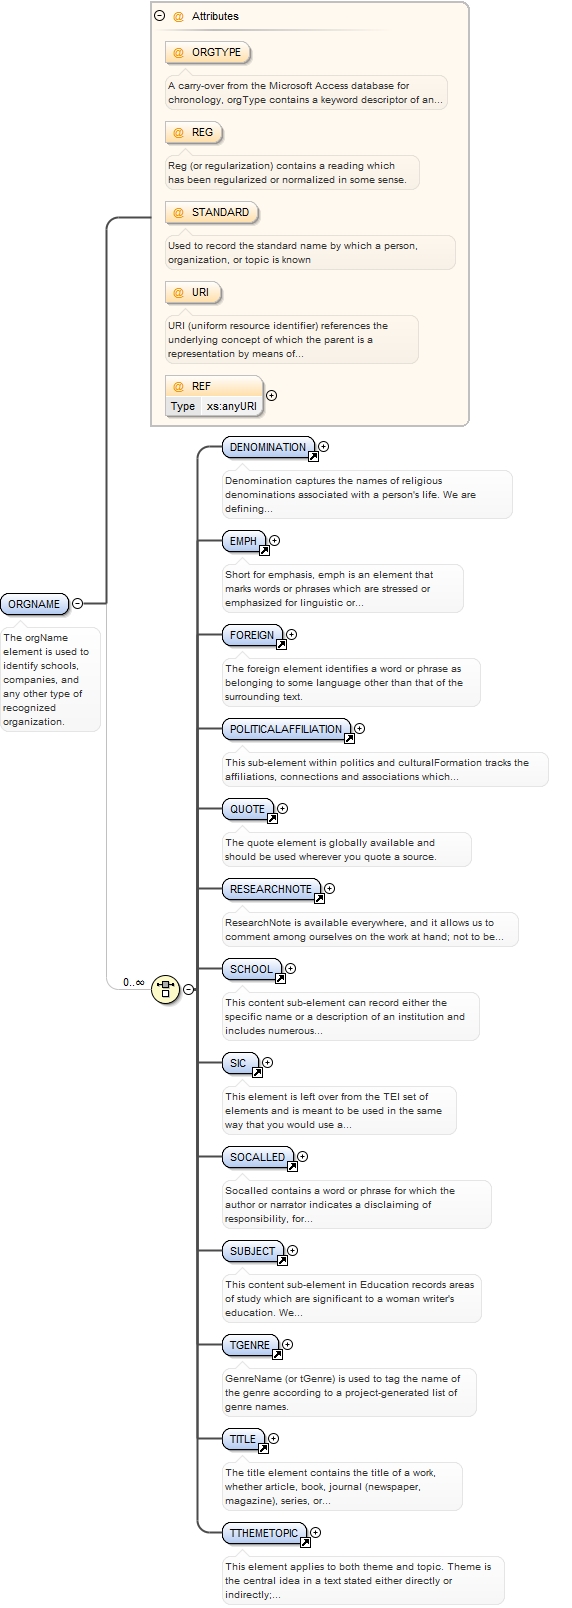 Attributes
@ ORGTYPE
A carry-over from the Microsoft Access database for
chronology, orgType contains a keyword descriptor of an...
@ REG
Reg (or regularization) contains a reading which
has been regularized or normalized in some sense.
@ STANDARD
Used to record the standard name by which a person,
organization, or topic is known
@ URI
URI (uniform resource identifier) references the
underlying concept of which the parent is a
representation by means of...
@ REF
Type xs:anyURI
ORGNAME
The orgName
element is used to
identify schools,
companies, and
any other type of
recognized
organization.
0..∞
DENOMINATION
Denomination captures the names of religious
denominations associated with a person's life. We are
defining...
EMPH
Short for emphasis, emph is an element that
marks words or phrases which are stressed or
emphasized for linguistic or...
FOREIGN
The foreign element identifies a word or phrase as
belonging to some language other than that of the
surrounding text.
POLITICALAFFILIATION
This sub-element within politics and culturalFormation tracks the
affiliations, connections and associations which...
QUOTE
The quote element is globally available and
should be used wherever you quote a source.
RESEARCHNOTE
ResearchNote is available everywhere, and it allows us to
comment among ourselves on the work at hand; not to be...
SCHOOL
This content sub-element can record either the
specific name or a description of an institution and
includes numerous...
SIC
This element is left over from the TEI set of
elements and is meant to be used in the same
way that you would use a...
SOCALLED
Socalled contains a word or phrase for which the
author or narrator indicates a disclaiming of
responsibility, for...
SUBJECT
This content sub-element in Education records areas
of study which are significant to a woman writer's
education. We...
TGENRE
GenreName (or tGenre) is used to tag the name of
the genre according to a project-generated list of
genre names.
TITLE
The title element contains the title of a work,
whether article, book, journal (newspaper,
magazine), series, or...
TTHEMETOPIC
This element applies to both theme and topic. Theme is
the central idea in a text stated either directly or
indirectly;...